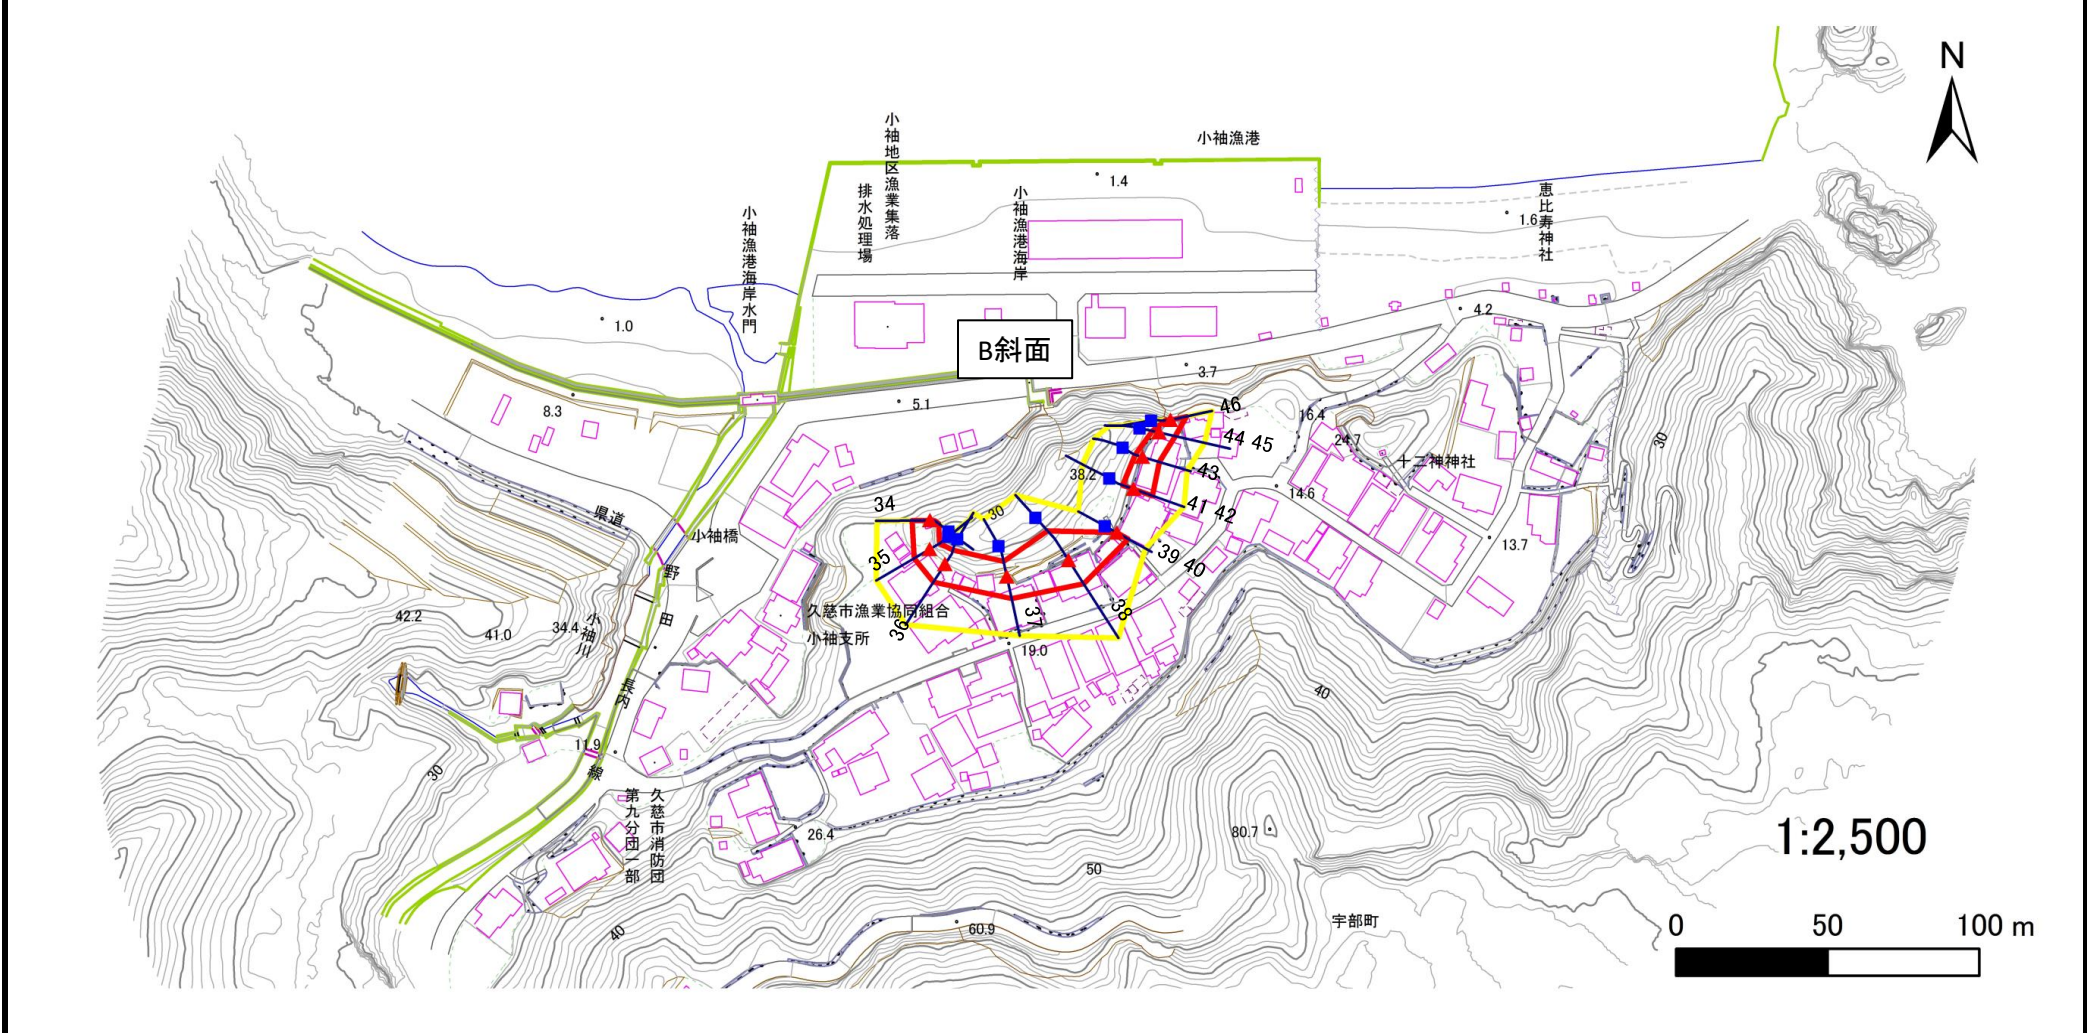 N
小袖漁港
小袖地区漁業集落
排水処理場
1.4
小袖漁港海岸
恵比寿神社
1.6
小袖漁港海岸水門
1.0
4.2
B斜面
3.7
8.3
5.1
46
16.4
44 45
24.7
30
十二神神社
43
38.2
34
14.6
41 42
県道
30
小袖橋
13.7
39 40
35
野
久慈市漁業協同組合
小袖支所
38
37
36
42.2
41.0
34.4
小袖川
田
19.0
長内
40
11.9
線
30
第九分団一部
久慈市消防団
26.4
80.7
1:2,500
50
宇部町
60.9
40
0 50 100 m